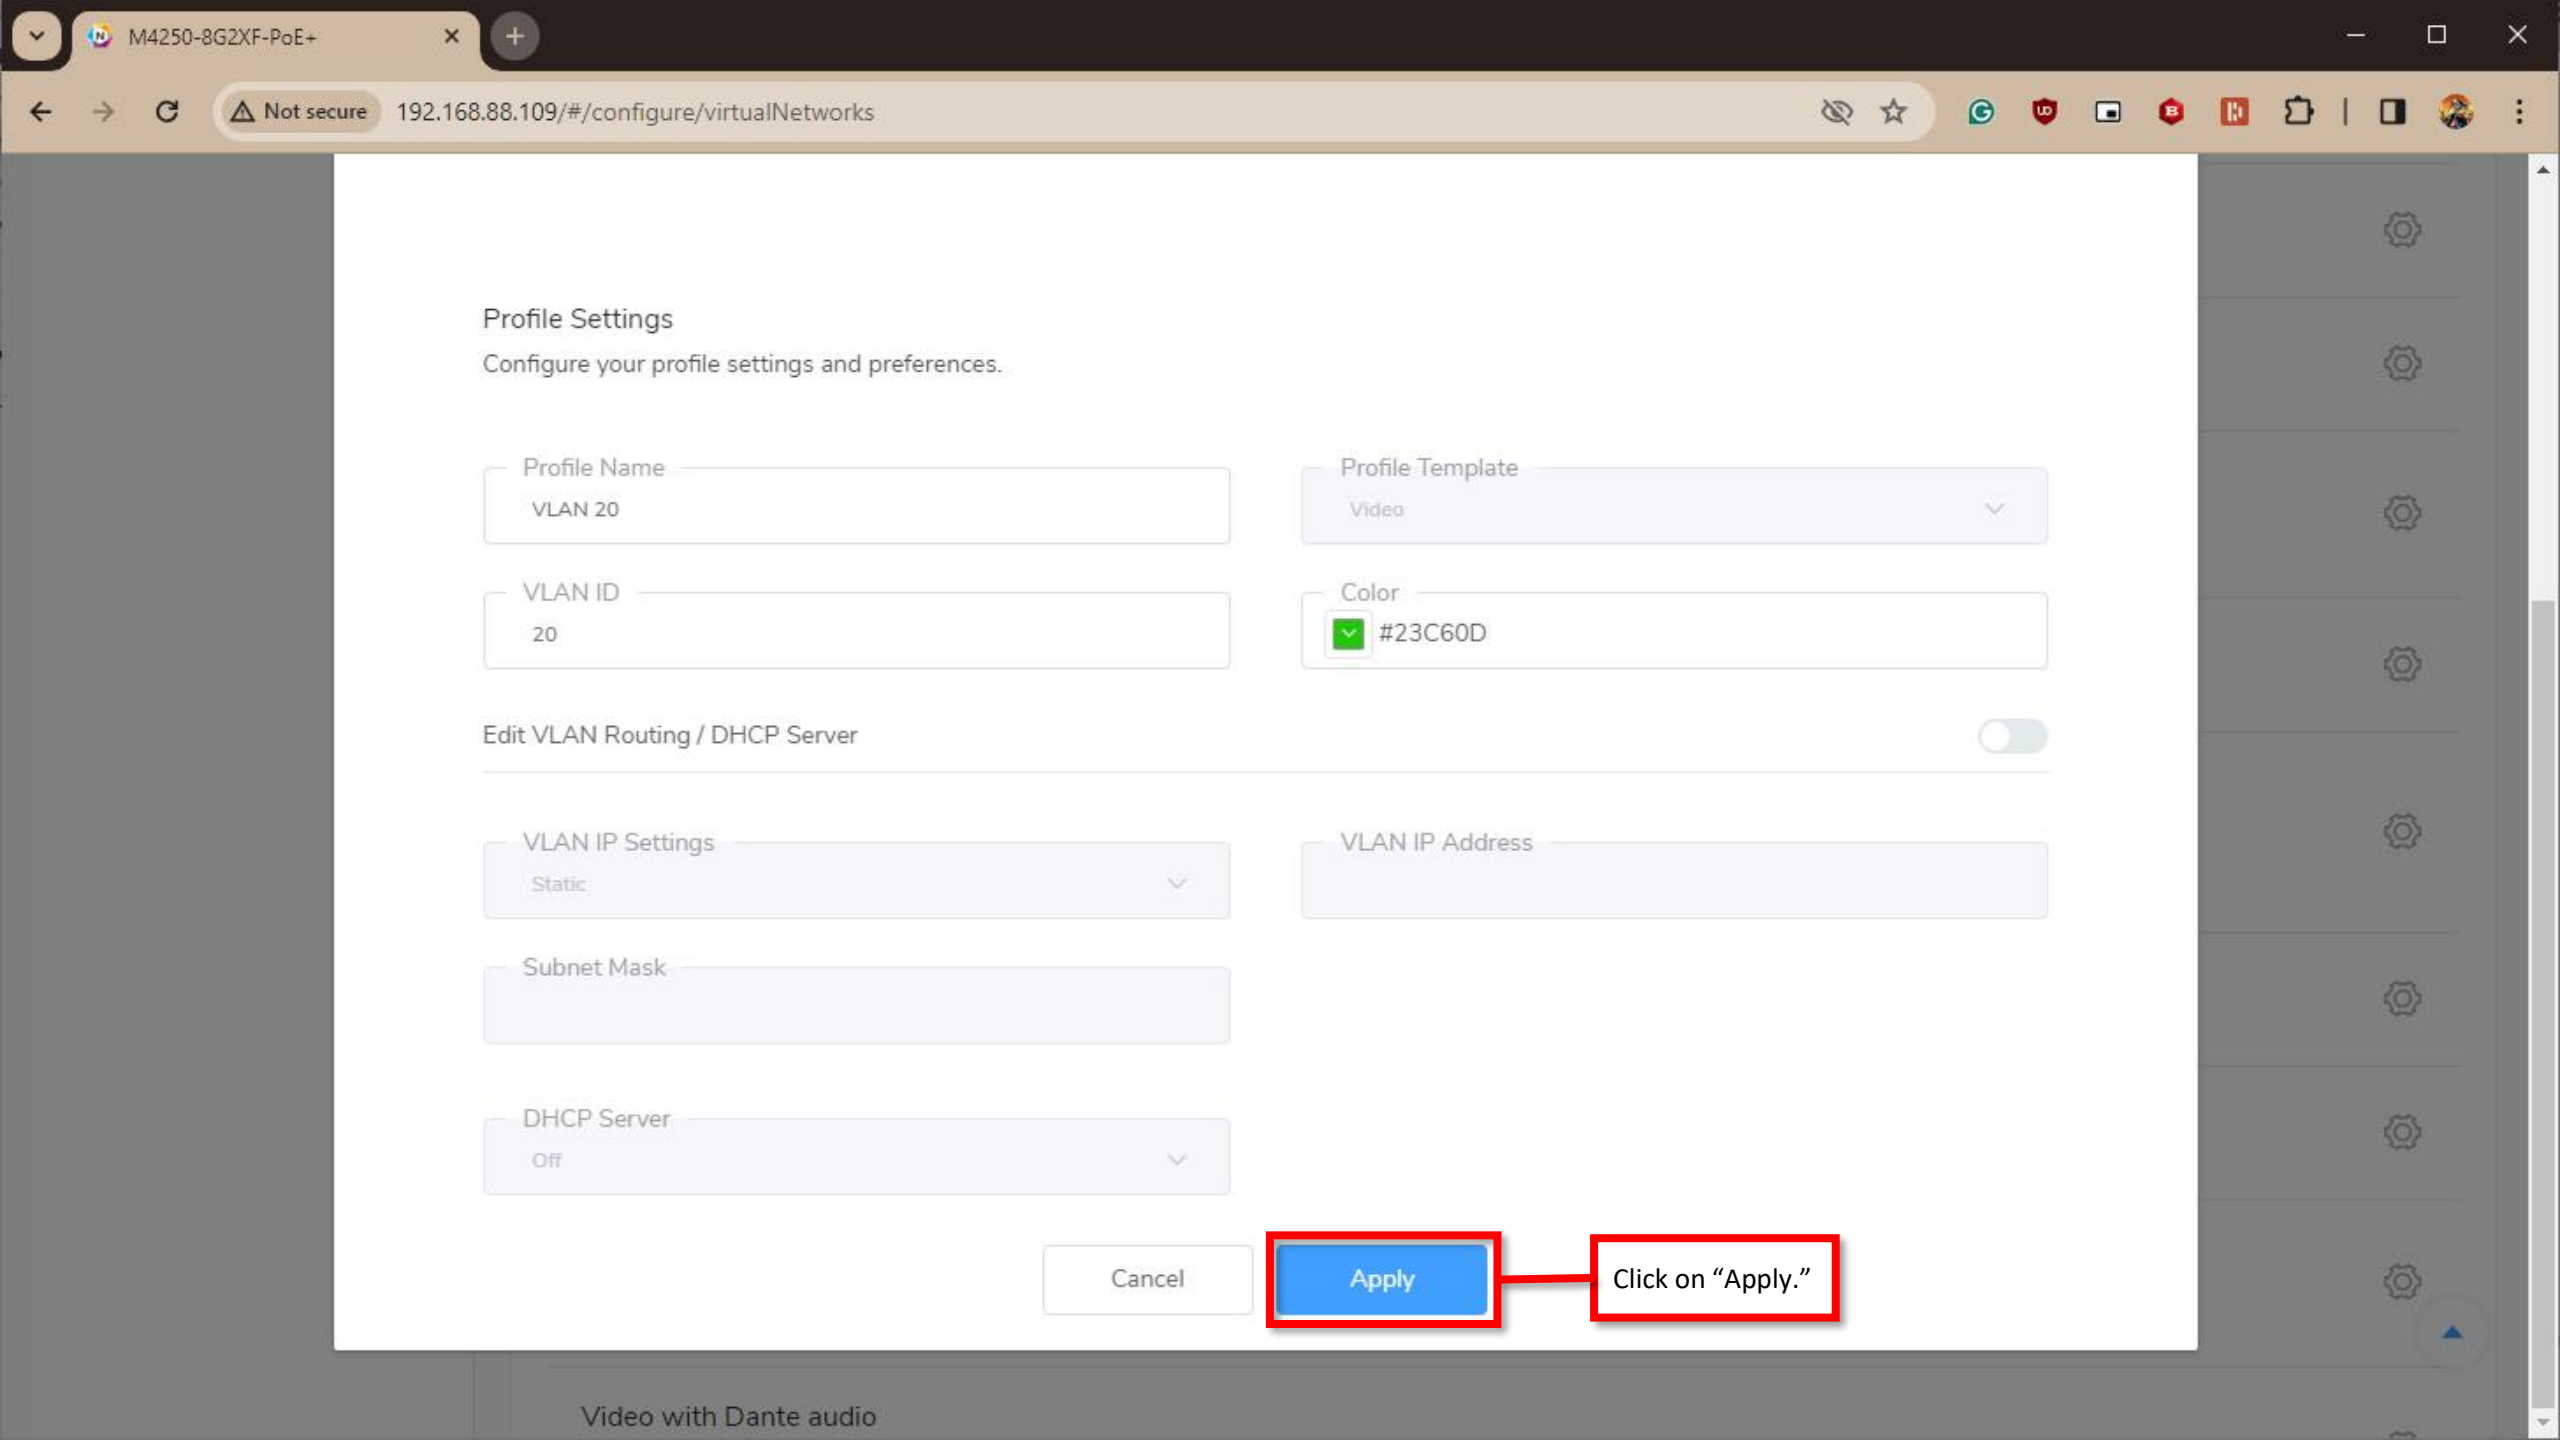 M4250-8G2XF-PoE+
Not secure
192.168.88.109/#/configure/virtualNetworks
Profile Settings
Configure your profile settings and preferences.
Profile Name
VLAN 20
Profile Template
Video
VLAN ID
20
Color
#23C60D
Edit VLAN Routing / DHCP Server
VLAN IP Settings
Static
VLAN IP Address
Subnet Mask
DHCP Server
Off
Cancel
Apply
Click on “Apply.”
Video with Dante audio